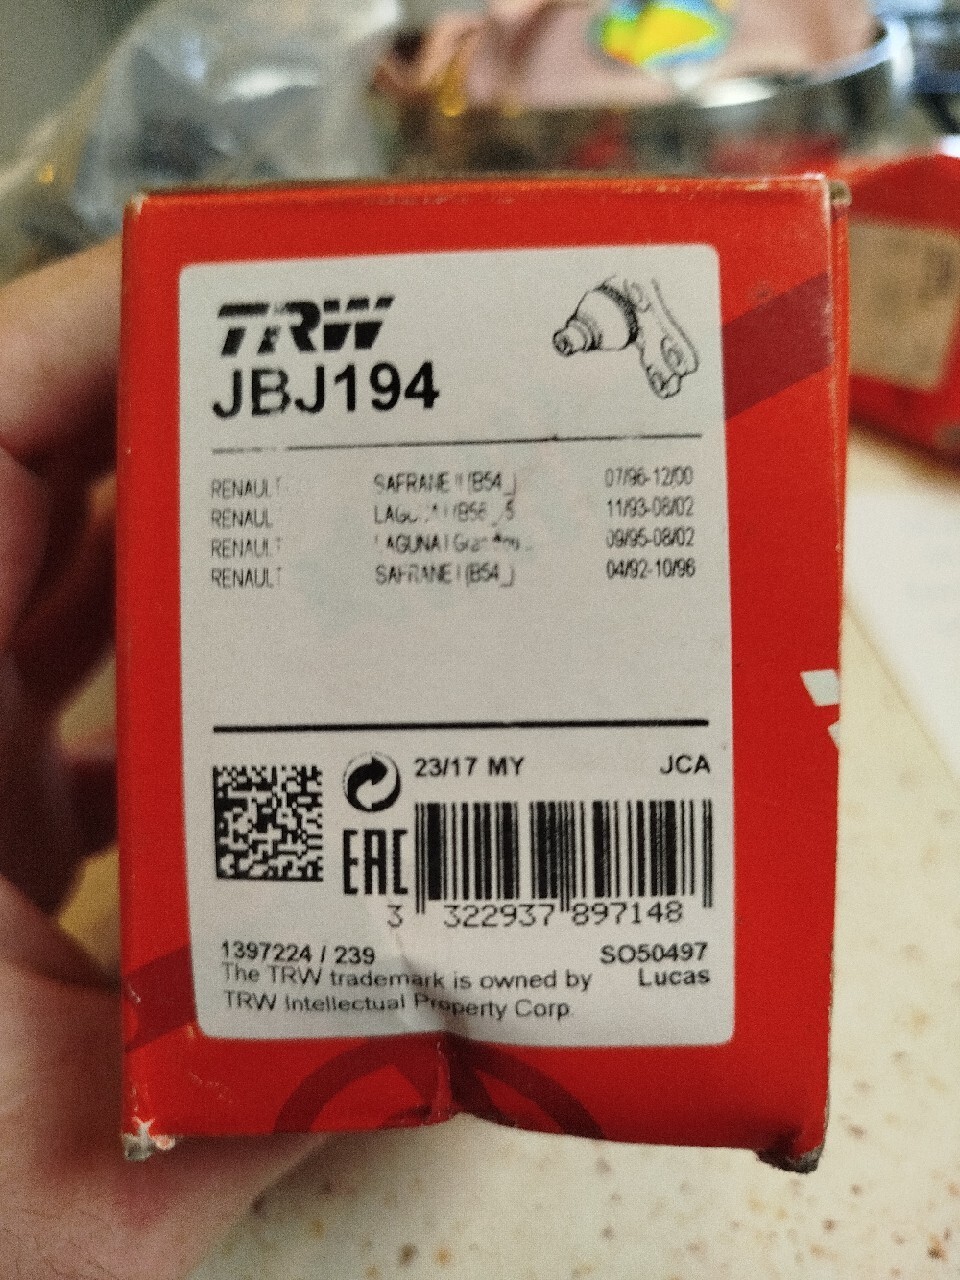 TRW
JBJ194
RENAULT SAFRANE II (B54_) 07/96-12/00
RENAUL 11/93-08/02
RENAULT LAGUNA I 09/95-08/02
RENAULT SAFRANE I (B54_) 04/92-10/96
23/17 MY JCA
EAC
3 322937 897148
1397224 / 239 SO50497
The TRW trademark is owned by Lucas
TRW Intellectual Property Corp